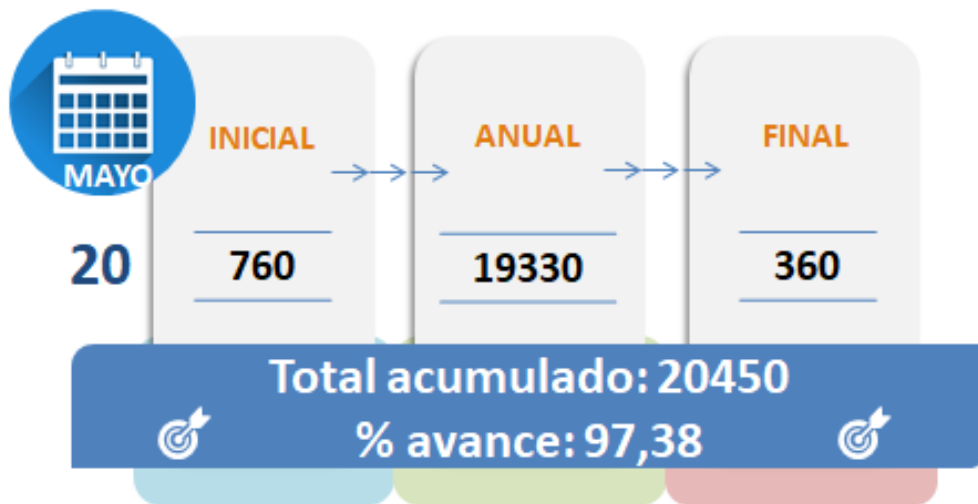 INICIAL
ANUAL
FINAL
MAYO
20
760
19330
360
Total acumulado: 20450
% avance: 97,38